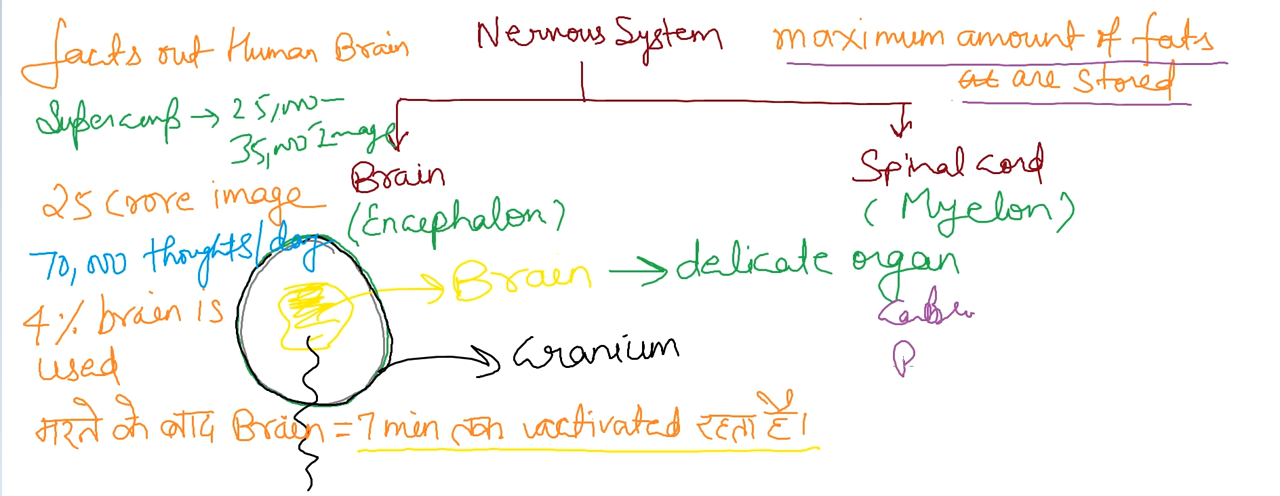 facts out Human Brain
Nervous System
maximum amount of fats
are stored
Supercomp → 25,000-
35,000 Image
Brain
(Encephalon)
Spinal cord
(Myelon)
25 crore image
70,000 thoughts/day
4% brain is
used
Brain → delicate organ
Carbo
P
Cranium
मरते के बाद Brain = 7 min तक activated रहता है।